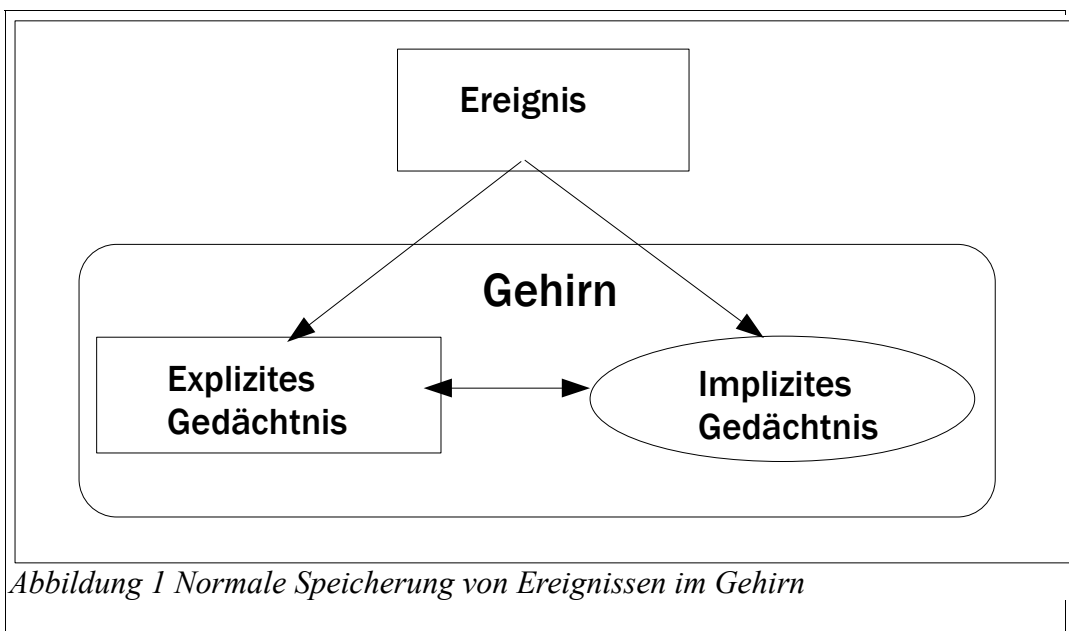 Ereignis
Gehirn
Explizites
Gedächtnis
Implizites
Gedächtnis
Abbildung 1 Normale Speicherung von Ereignissen im Gehirn